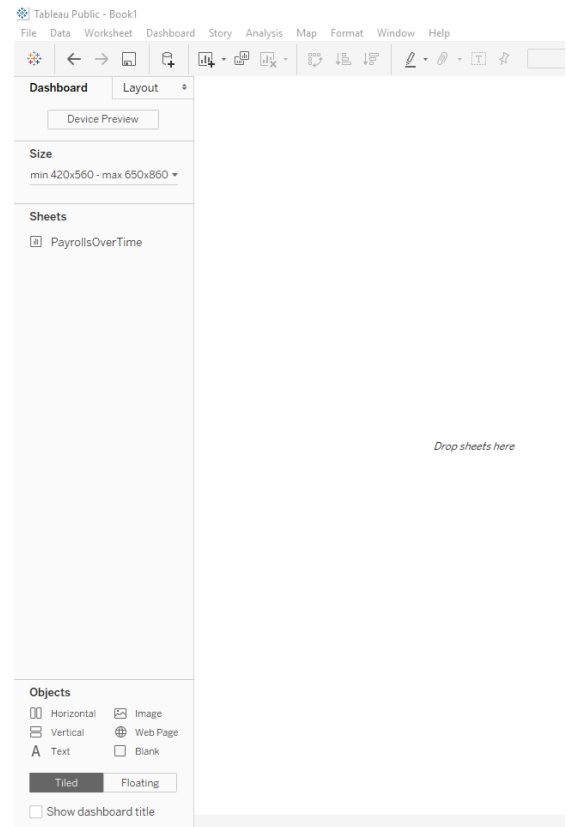 Tableau Public - Book1
File Data Worksheet Dashboard Story Analysis Map Format Window Help
Dashboard Layout
Device Preview
Size
min 420x560 - max 650x860
Sheets
PayrollsOverTime
Drop sheets here
Objects
Horizontal Image
Vertical Web Page
A Text Blank
Tiled Floating
Show dashboard title